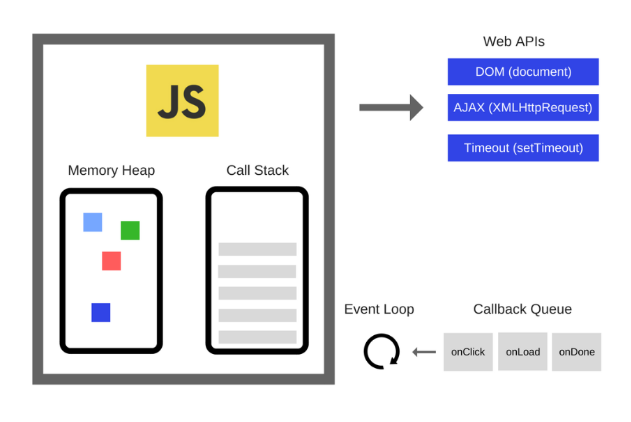 JS
Memory Heap
Call Stack
Web APIs
DOM (document)
AJAX (XMLHttpRequest)
Timeout (setTimeout)
Event Loop
Callback Queue
onClick
onLoad
onDone